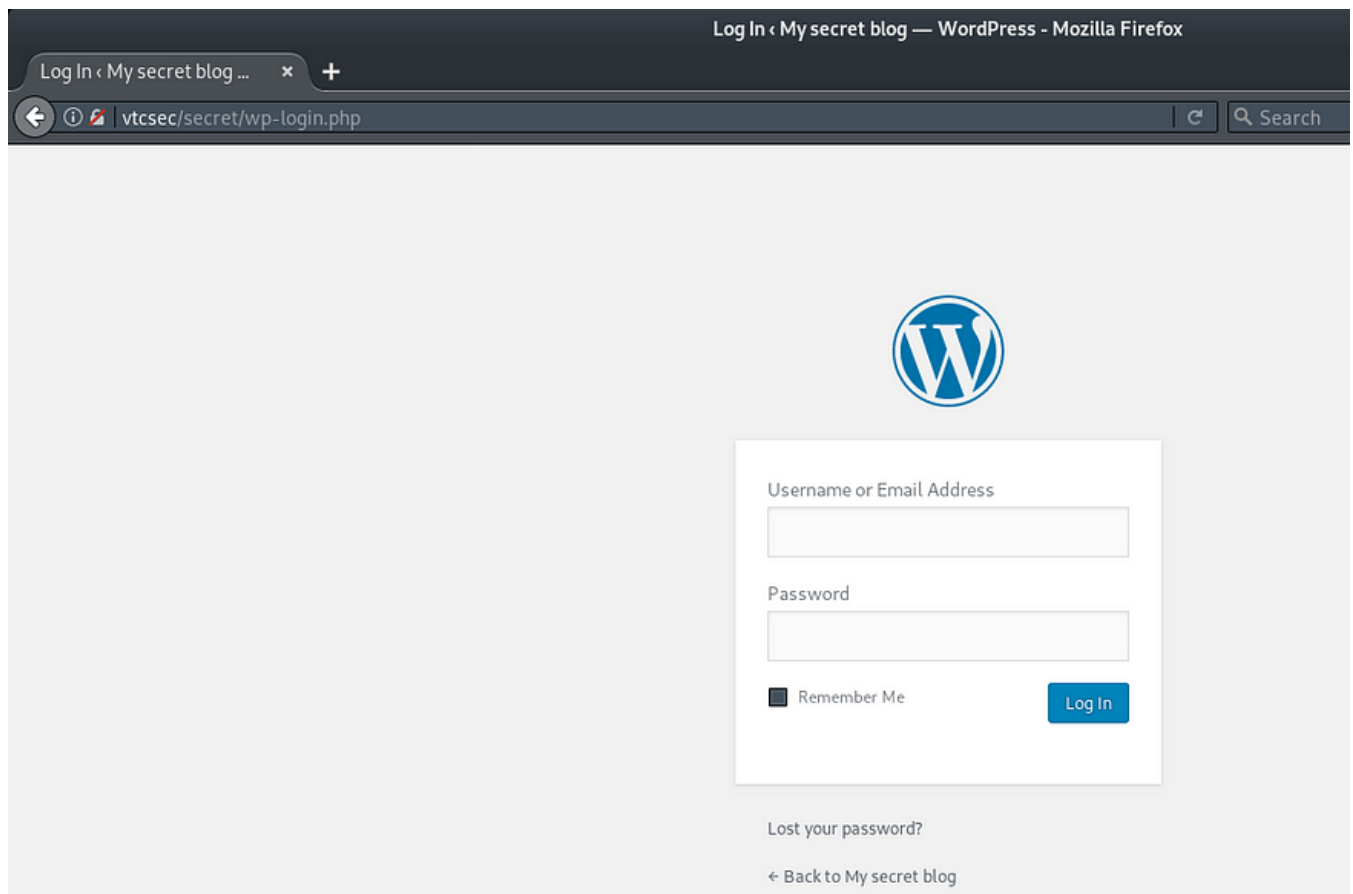 Log In ‹ My secret blog — WordPress - Mozilla Firefox
Log In ‹ My secret blog ...
vtcsec/secret/wp-login.php
Search
Username or Email Address
Password
Remember Me
Log In
Lost your password?
← Back to My secret blog